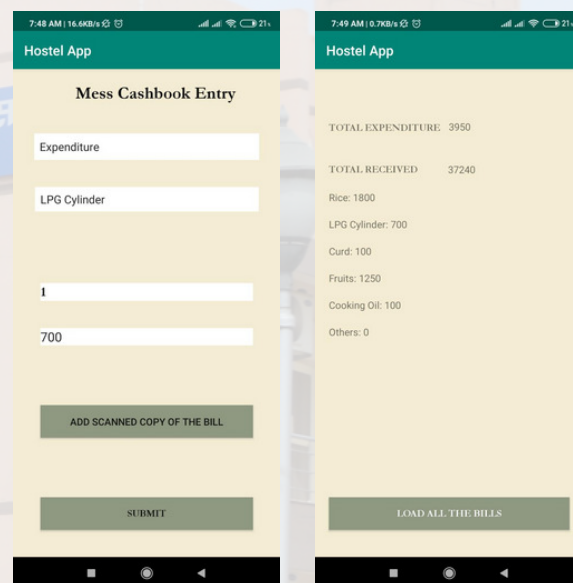 7:48 AM | 16.6KB/s
21%
Hostel App
Mess Cashbook Entry
Expenditure
LPG Cylinder
1
700
ADD SCANNED COPY OF THE BILL
SUBMIT
7:49 AM | 0.7KB/s
21%
Hostel App
TOTAL EXPENDITURE 3950
TOTAL RECEIVED 37240
Rice: 1800
LPG Cylinder: 700
Curd: 100
Fruits: 1250
Cooking Oil: 100
Others: 0
LOAD ALL THE BILLS